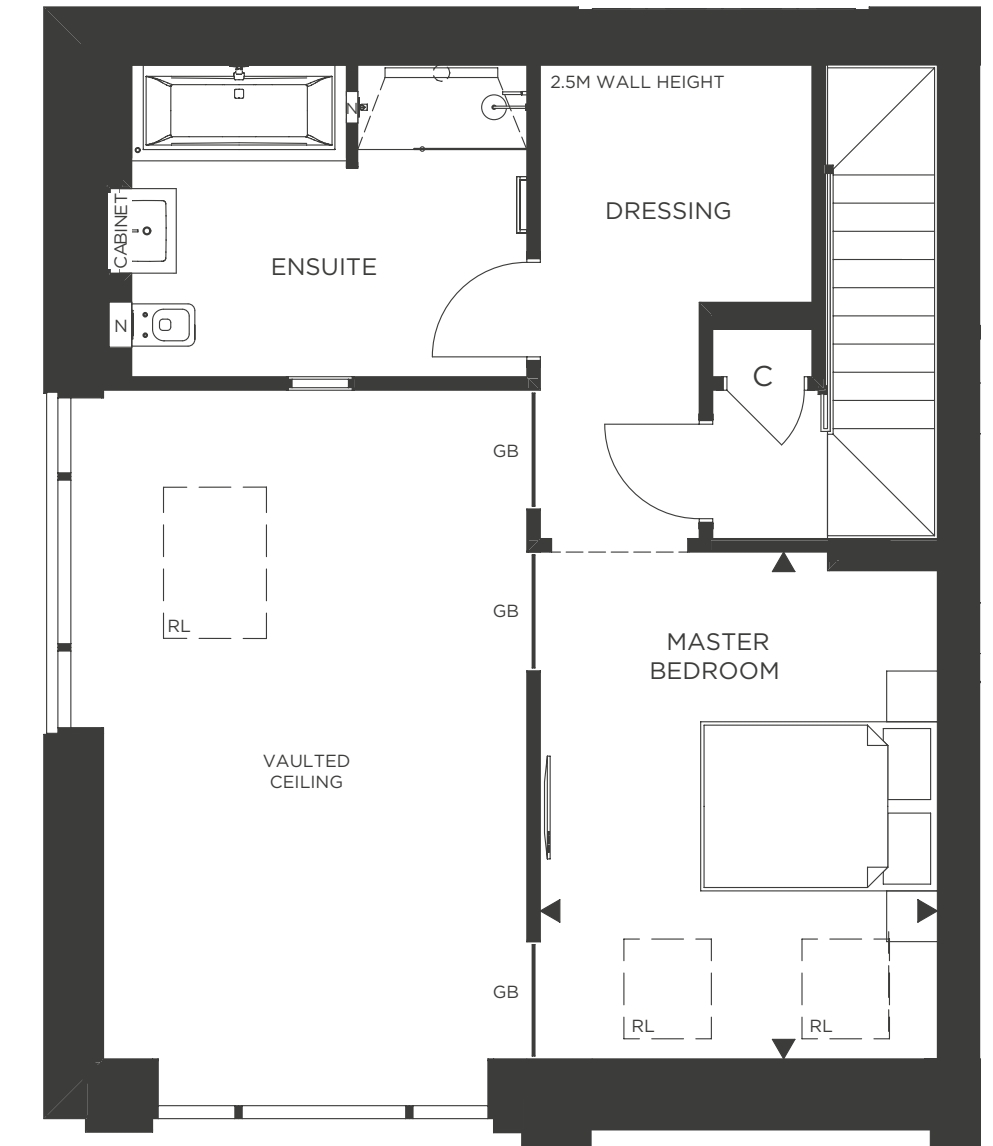 2.5M WALL HEIGHT
N
DRESSING
CABINET
ENSUITE
N
C
GB
GB
RL
MASTER
BEDROOM
VAULTED
CEILING
GB
RL
RL